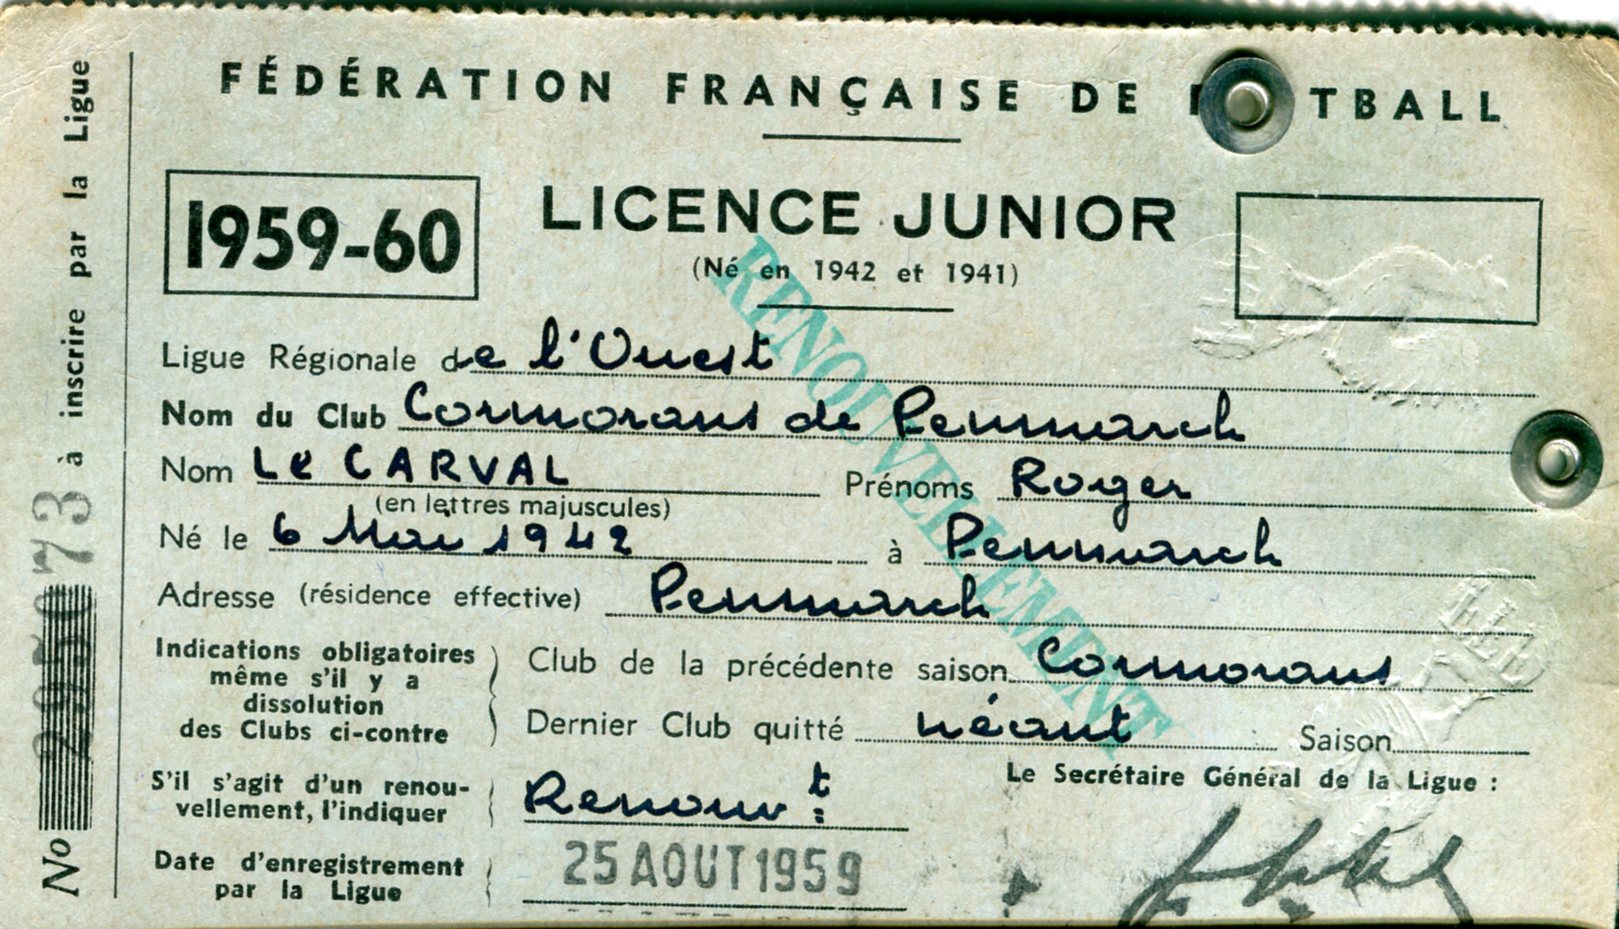 FÉDÉRATION FRANÇAISE DE F TBALL
1959-60
LICENCE JUNIOR
(Né en 1942 et 1941)
RENOUVELLEMENT
Ligue Régionale de l'Ouest
Nom du Club Cormorans de Penmarch
Nom LE CARVAL Prénoms Roger
(en lettres majuscules)
Né le 6 Mai 1942 à Penmarch
Adresse (résidence effective) Penmarch
Indications obligatoires
même s'il y a
dissolution
des Clubs ci-contre
Club de la précédente saison Cormorans
Dernier Club quitté néant Saison
S'il s'agit d'un renou-
vellement, l'indiquer
Renouvt:
Date d'enregistrement
par la Ligue
25 AOUT 1959
Le Secrétaire Général de la Ligue :
No 73 à inscrire par la Ligue